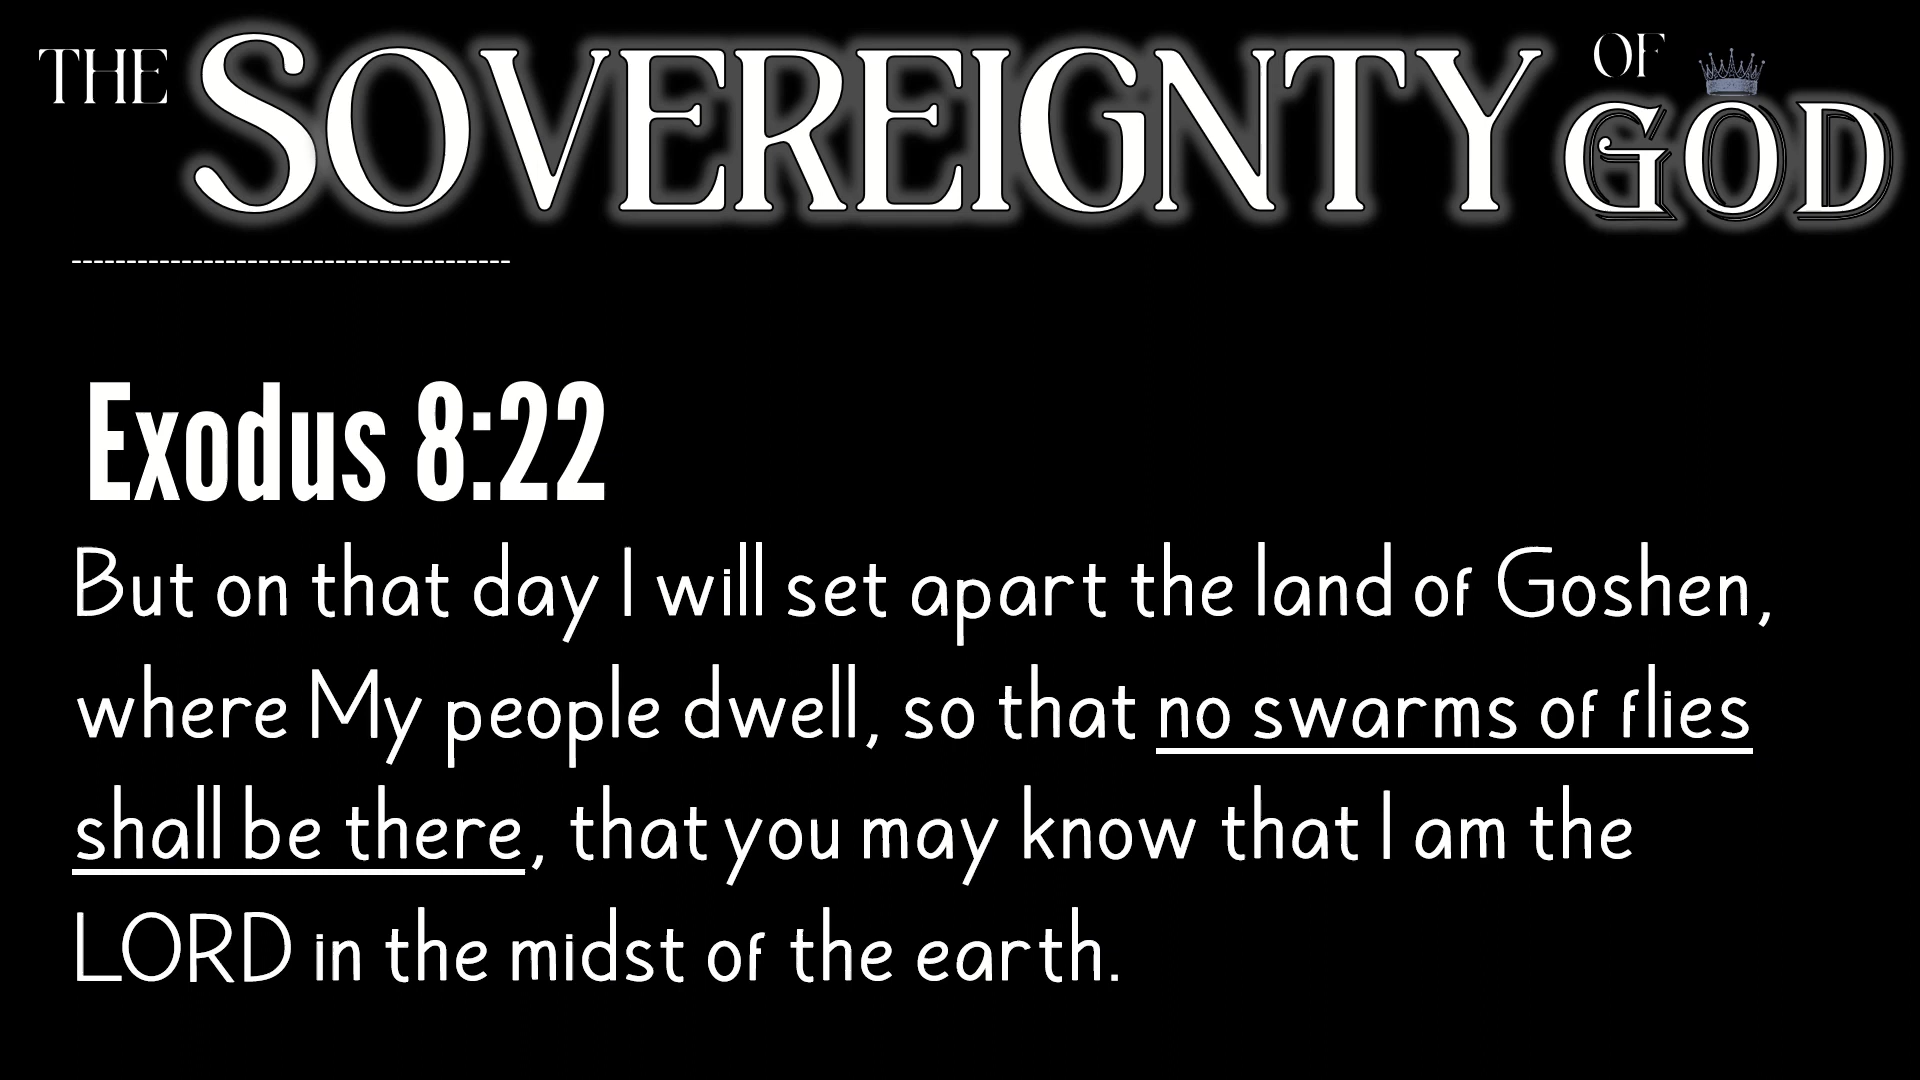 THE SOVEREIGNTY OF GOD
----------------------------------------
Exodus 8:22
But on that day I will set apart the land of Goshen,
where My people dwell, so that no swarms of flies
shall be there, that you may know that I am the
LORD in the midst of the earth.